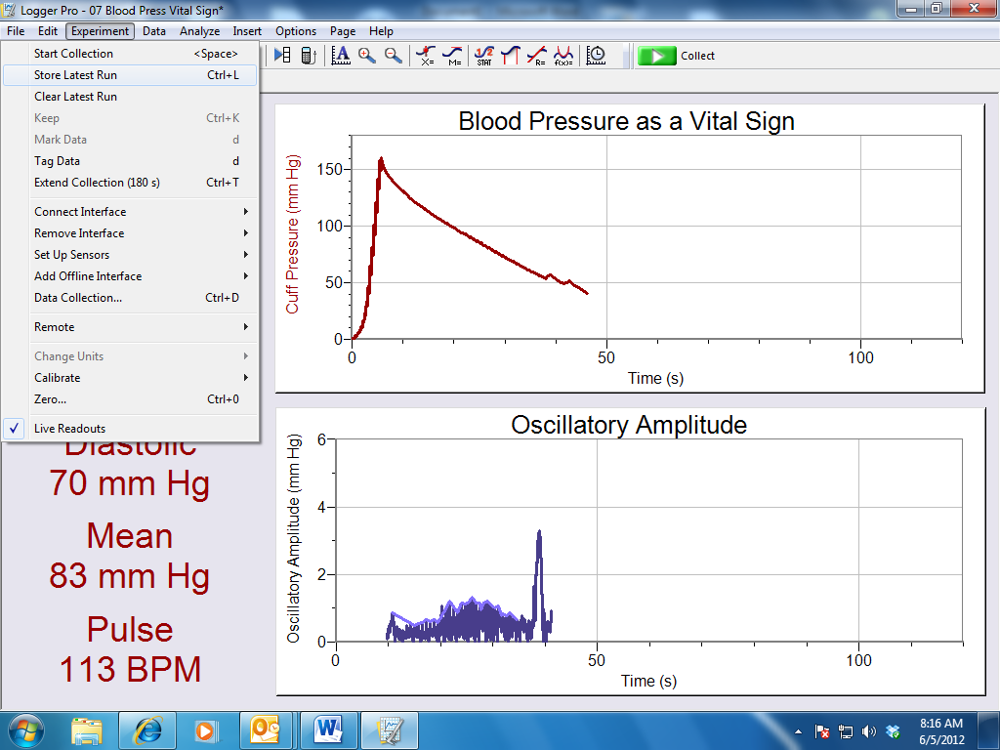 Logger Pro - 07 Blood Press Vital Sign*
File Edit Experiment Data Analyze Insert Options Page Help
Start Collection <Space>
Store Latest Run Ctrl+L
Clear Latest Run
Keep Ctrl+K
Mark Data d
Tag Data d
Extend Collection (180 s) Ctrl+T
Connect Interface
Remove Interface
Set Up Sensors
Add Offline Interface
Data Collection... Ctrl+D
Remote
Change Units
Calibrate
Zero... Ctrl+0
Live Readouts
A X= M= 1/2 STAT R= f(x)= Collect
Diastolic
70 mm Hg
Mean
83 mm Hg
Pulse
113 BPM
Blood Pressure as a Vital Sign
Cuff Pressure (mm Hg)
150
100
50
0
0 50 100
Time (s)
Oscillatory Amplitude
Oscillatory Amplitude (mm Hg)
6
4
2
0
0 50 100
Time (s)
8:16 AM
6/5/2012